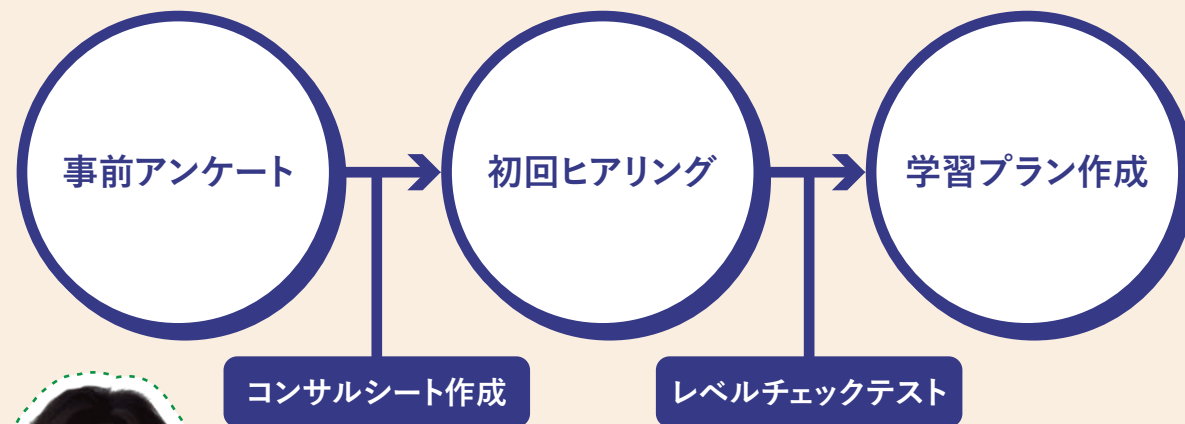 事前アンケート
初回ヒアリング
学習プラン作成
コンサルシート作成
レベルチェックテスト